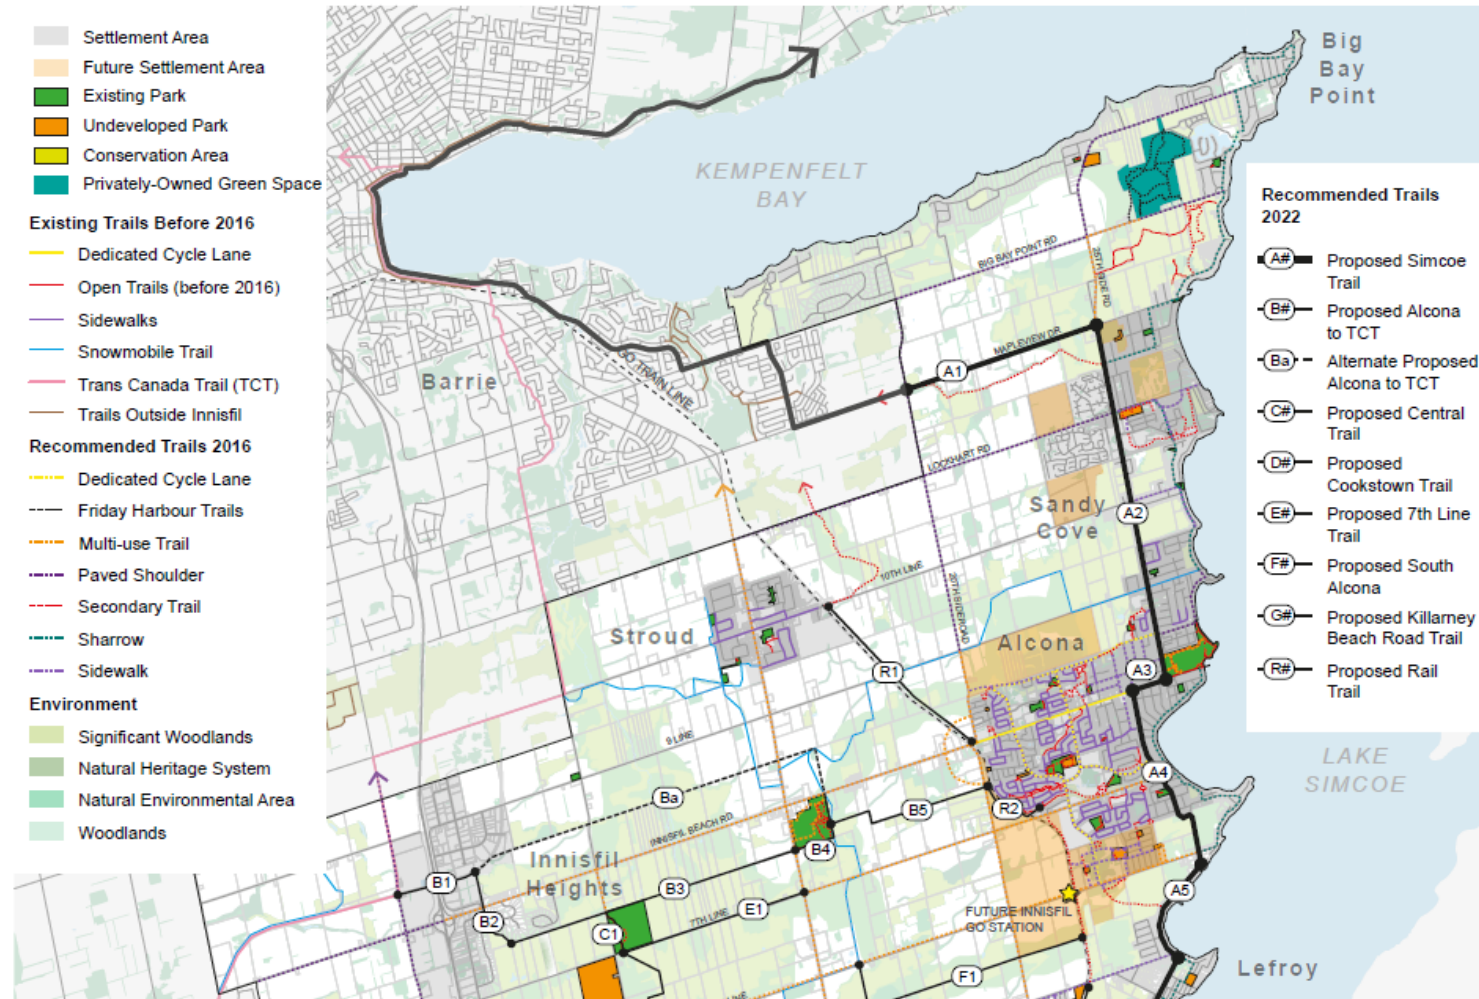 Settlement Area
Future Settlement Area
Existing Park
Undeveloped Park
Conservation Area
Privately-Owned Green Space
Existing Trails Before 2016
Dedicated Cycle Lane
Open Trails (before 2016)
Sidewalks
Snowmobile Trail
Trans Canada Trail (TCT)
Trails Outside Innisfil
Recommended Trails 2016
Dedicated Cycle Lane
Friday Harbour Trails
Multi-use Trail
Paved Shoulder
Secondary Trail
Sharrow
Sidewalk
Environment
Significant Woodlands
Natural Heritage System
Natural Environmental Area
Woodlands
Big
Bay
Point
KEMPENFELT
BAY
BIG BAY POINT RD
25TH SIDE RD
MAPLEVIEW DR
A1
GO TRAIN LINE
Barrie
LOCKHART RD
Sandy
Cove
A2
10TH LINE
20TH SIDEROAD
Stroud
Alcona
R1
A3
9 LINE
A4
Ba
B5
R2
INNISFIL BEACH RD
B4
Innisfil
Heights
B1
B3
B2
A5
7TH LINE
E1
C1
FUTURE INNISFIL
GO STATION
F1
LINE
Lefroy
LAKE
SIMCOE
Recommended Trails
2022
A# Proposed Simcoe
Trail
B# Proposed Alcona
to TCT
Ba Alternate Proposed
Alcona to TCT
C# Proposed Central
Trail
D# Proposed
Cookstown Trail
E# Proposed 7th Line
Trail
F# Proposed South
Alcona
G# Proposed Killarney
Beach Road Trail
R# Proposed Rail
Trail